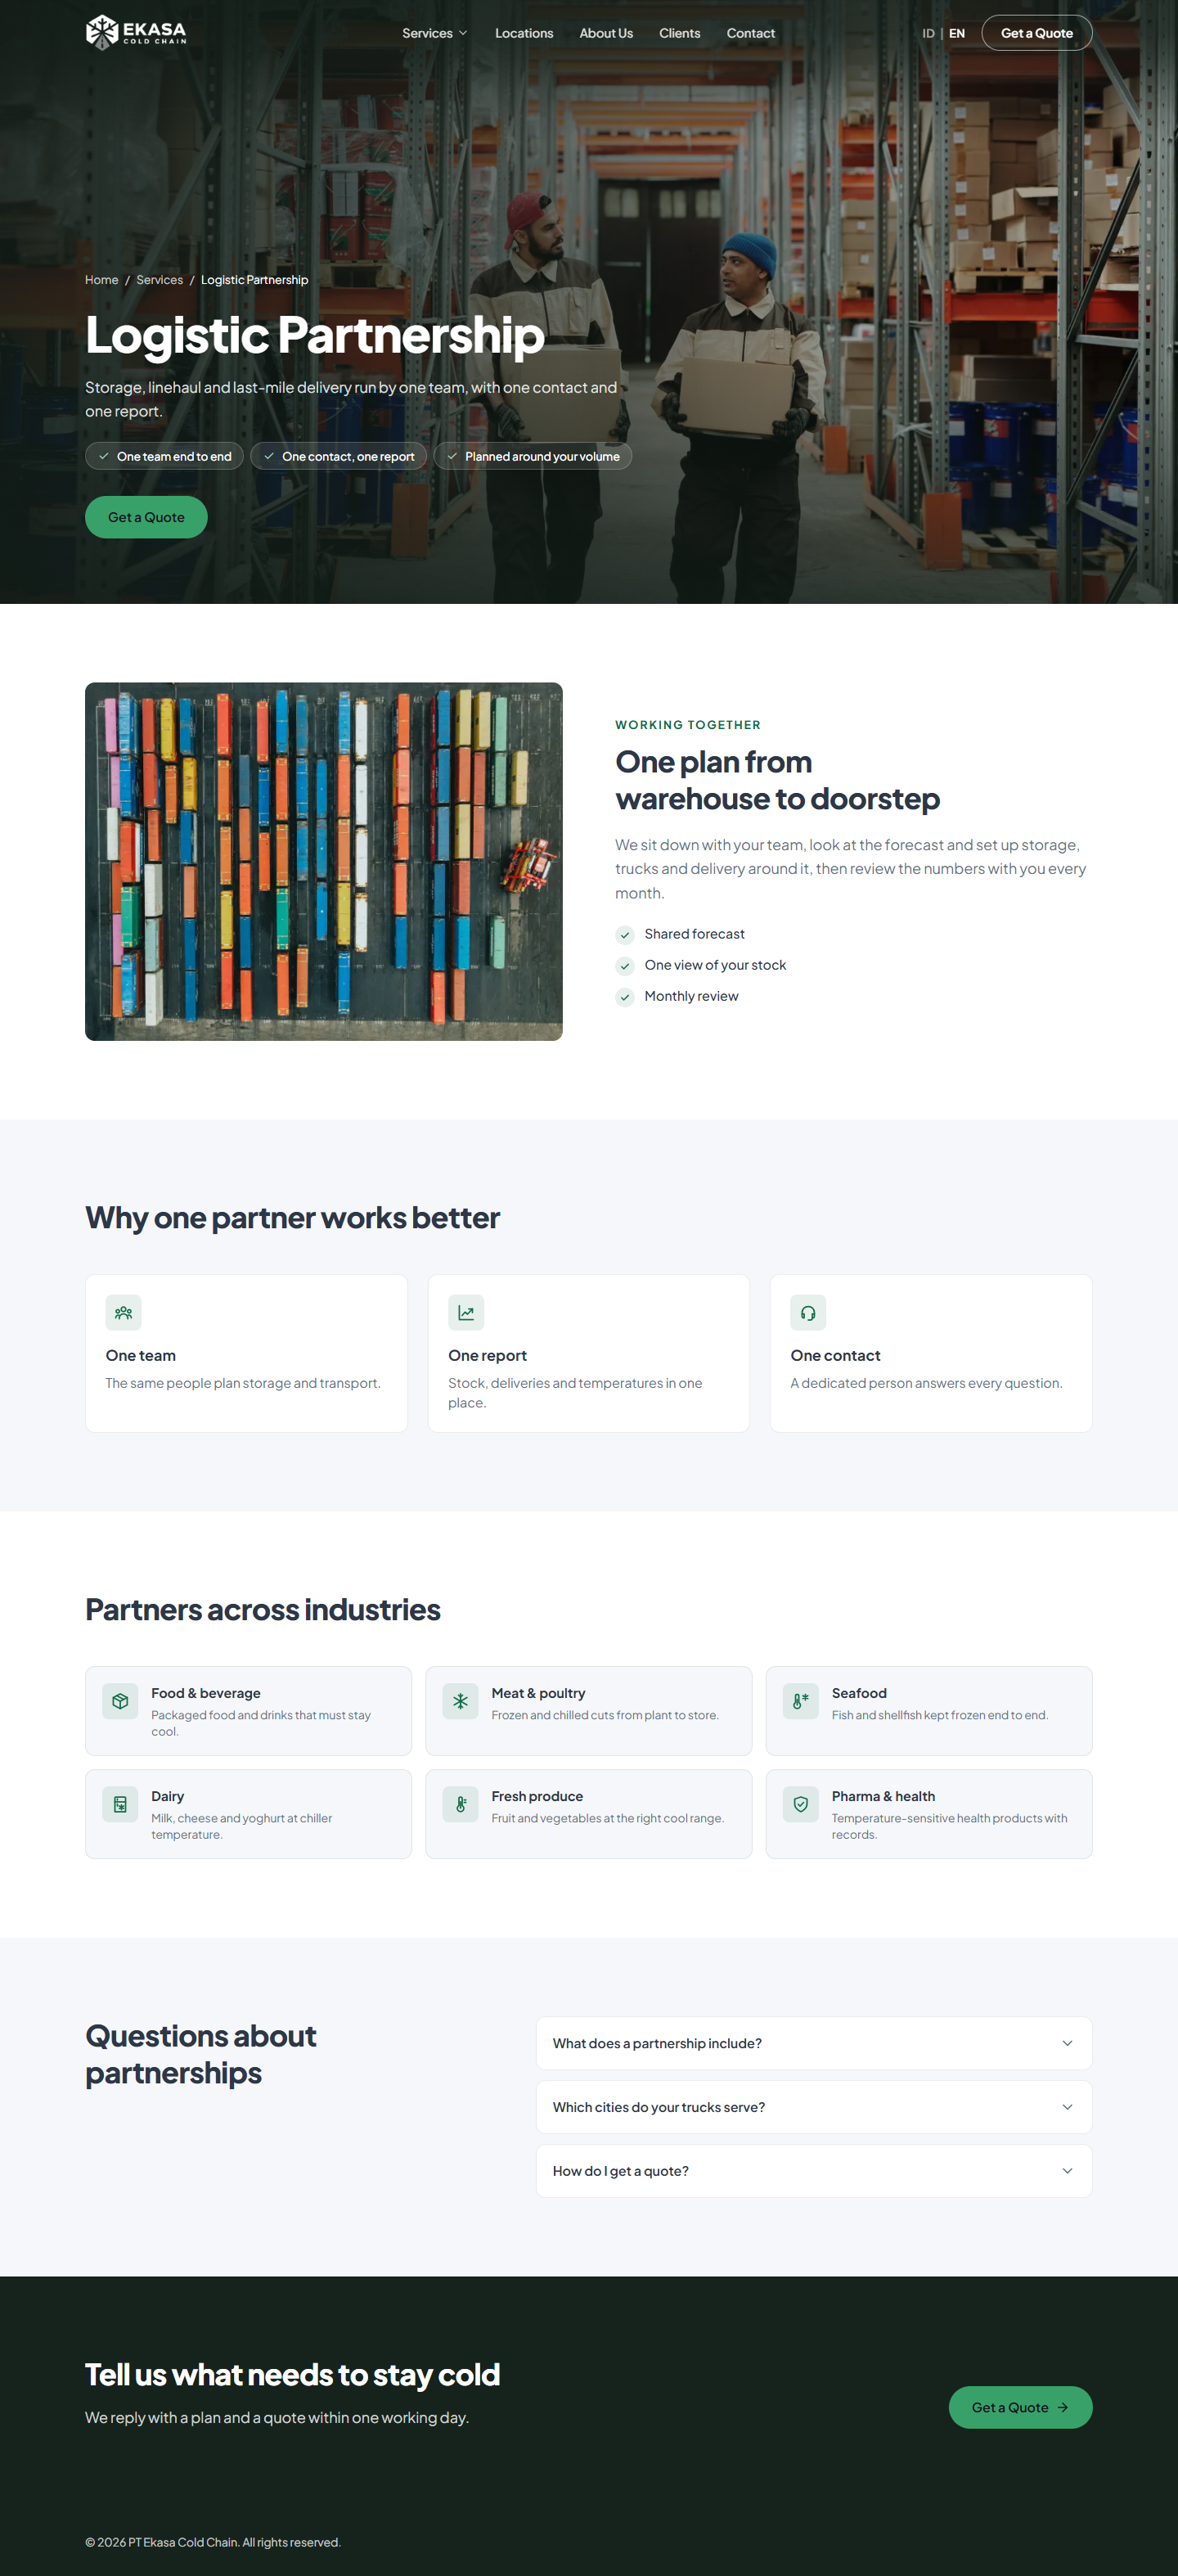 EKASA
COLD CHAIN
Services
Locations
About Us
Clients
Contact
ID | EN
Get a Quote
Home / Services / Logistic Partnership
Logistic Partnership
Storage, linehaul and last-mile delivery run by one team, with one contact and
one report.
One team end to end
One contact, one report
Planned around your volume
Get a Quote
WORKING TOGETHER
One plan from
warehouse to doorstep
We sit down with your team, look at the forecast and set up storage,
trucks and delivery around it, then review the numbers with you every
month.
Shared forecast
One view of your stock
Monthly review
Why one partner works better
One team
The same people plan storage and transport.
One report
Stock, deliveries and temperatures in one
place.
One contact
A dedicated person answers every question.
Partners across industries
Food & beverage
Packaged food and drinks that must stay
cool.
Meat & poultry
Frozen and chilled cuts from plant to store.
Seafood
Fish and shellfish kept frozen end to end.
Dairy
Milk, cheese and yoghurt at chiller
temperature.
Fresh produce
Fruit and vegetables at the right cool range.
Pharma & health
Temperature-sensitive health products with
records.
Questions about
partnerships
What does a partnership include?
Which cities do your trucks serve?
How do I get a quote?
Tell us what needs to stay cold
We reply with a plan and a quote within one working day.
Get a Quote
© 2026 PT Ekasa Cold Chain. All rights reserved.